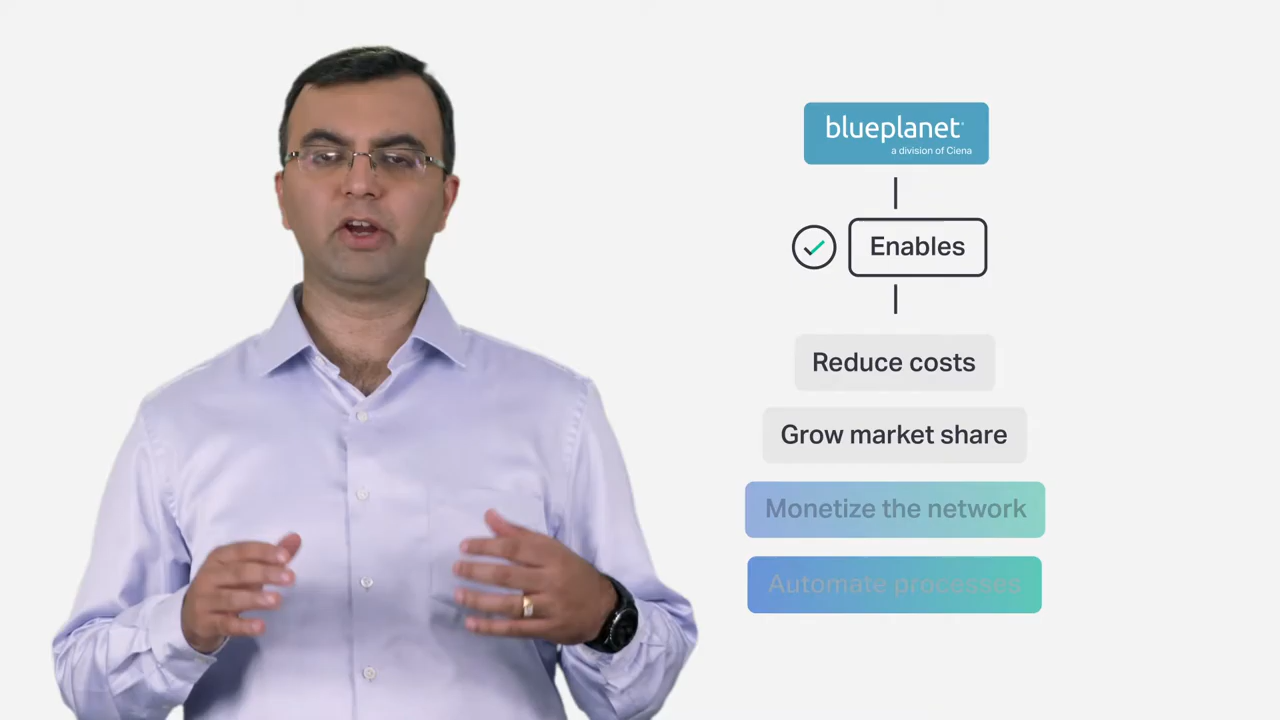 blueplanet
a division of Ciena
Enables
Reduce costs
Grow market share
Monetize the network
Automate processes